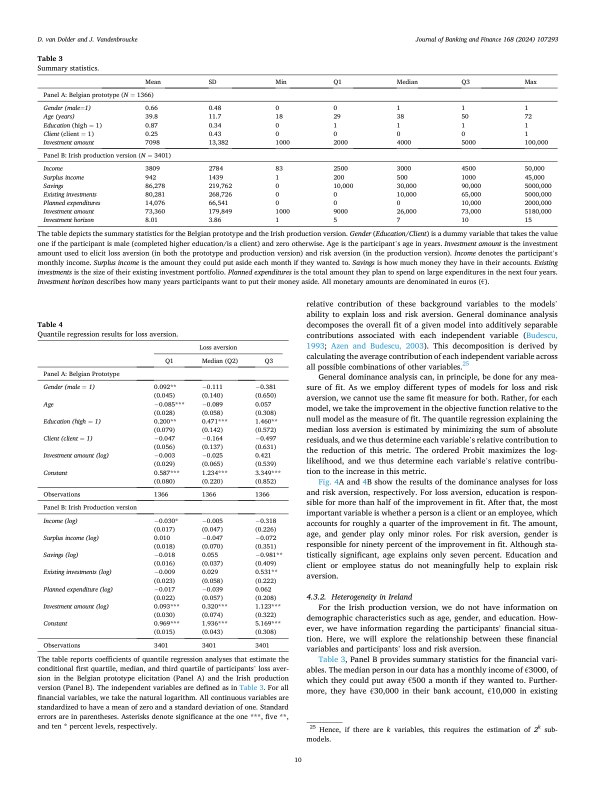 D. van Dolder and J. Vandenbroucke
Journal of Banking and Finance 168 (2024) 107293
Table 3
Summary statistics.
Mean SD Min Q1 Median Q3 Max
Panel A: Belgian prototype (N = 1366)
Gender (male=1) 0.66 0.48 0 0 1 1 1
Age (years) 39.8 11.7 18 29 38 50 72
Education (high = 1) 0.87 0.34 0 1 1 1 1
Client (client = 1) 0.25 0.43 0 0 0 0 1
Investment amount 7098 13,382 1000 2000 4000 5000 100,000
Panel B: Irish production version (N = 3401)
Income 3809 2784 83 2500 3000 4500 50,000
Surplus income 942 1439 1 200 500 1000 45,000
Savings 86,278 219,762 0 10,000 30,000 90,000 5000,000
Existing investments 80,281 268,726 0 0 10,000 65,000 5000,000
Planned expenditures 14,076 66,541 0 0 0 10,000 2000,000
Investment amount 73,360 179,849 1000 9000 26,000 73,000 5180,000
Investment horizon 8.01 3.86 1 5 7 10 15
The table depicts the summary statistics for the Belgian prototype and the Irish production version. Gender (Education/Client) is a dummy variable that takes the value
one if the participant is male (completed higher education/is a client) and zero otherwise. Age is the participant's age in years. Investment amount is the investment
amount used to elicit loss aversion (in both the prototype and production version) and risk aversion (in the production version). Income denotes the participant's
monthly income. Surplus income is the amount they could put aside each month if they wanted to. Savings is how much money they have in their accounts. Existing
investments is the size of their existing investment portfolio. Planned expenditures is the total amount they plan to spend on large expenditures in the next four years.
Investment horizon describes how many years participants want to put their money aside. All monetary amounts are denominated in euros (€).
Table 4
Quantile regression results for loss aversion.
Loss aversion
Q1 Median (Q2) Q3
Panel A: Belgian Prototype
Gender (male = 1) 0.092** −0.111 −0.381
(0.045) (0.140) (0.650)
Age −0.085*** −0.089 0.057
(0.028) (0.058) (0.308)
Education (high = 1) 0.200** 0.471*** 1.460**
(0.079) (0.142) (0.572)
Client (client = 1) −0.047 −0.164 −0.497
(0.056) (0.137) (0.631)
Investment amount (log) −0.003 −0.025 0.421
(0.029) (0.065) (0.539)
Constant 0.587*** 1.234*** 3.349***
(0.080) (0.220) (0.852)
Observations 1366 1366 1366
Panel B: Irish Production version
Income (log) −0.030* −0.005 −0.318
(0.017) (0.047) (0.226)
Surplus income (log) 0.010 −0.047 −0.072
(0.018) (0.070) (0.351)
Savings (log) −0.018 0.055 −0.981**
(0.016) (0.037) (0.409)
Existing investments (log) −0.009 0.029 0.531**
(0.023) (0.058) (0.222)
Planned expenditure (log) −0.017 −0.039 0.062
(0.022) (0.057) (0.208)
Investment amount (log) 0.093*** 0.320*** 1.123***
(0.030) (0.074) (0.322)
Constant 0.969*** 1.936*** 5.169***
(0.015) (0.043) (0.308)
Observations 3401 3401 3401
The table reports coefficients of quantile regression analyses that estimate the
conditional first quartile, median, and third quartile of participants' loss aver-
sion in the Belgian prototype elicitation (Panel A) and the Irish production
version (Panel B). The independent variables are defined in Table 3. For all
financial variables, we take the natural logarithm. All continuous variables are
standardized to have a mean of zero and a standard deviation of one. Standard
errors are in parentheses. Asterisks denote significance at the one ***, five **,
and ten * percent levels, respectively.
relative contribution of these background variables to the models'
ability to explain loss and risk aversion. General dominance analysis
decomposes the overall fit of a given model into additively separable
contributions associated with each independent variable (Budescu,
1993; Azen and Budescu, 2003). This decomposition is derived by
calculating the average contribution of each independent variable across
all possible combinations of other variables.25
General dominance analysis can, in principle, be done for any mea-
sure of fit. As we employ different types of models for loss and risk
aversion, we cannot use the same fit measure for both. Rather, for each
model, we take the improvement in the objective function relative to the
null model as the measure of fit. The quantile regression explaining the
median loss aversion is estimated by minimizing the sum of absolute
residuals, and we thus determine each variable's relative contribution to
the reduction of this metric. The ordered Probit maximizes the log-
likelihood, and we thus determine each variable's relative contribu-
tion to the increase in this metric.
Fig. 4A and 4B show the results of the dominance analyses for loss
and risk aversion, respectively. For loss aversion, education is respon-
sible for more than half of the improvement in fit. After that, the most
important variable is whether a person is a client or an employee, which
accounts for roughly a quarter of the improvement in fit. The amount,
age, and gender play only minor roles. For risk aversion, gender is
responsible for ninety percent of the improvement in fit. Although sta-
tistically significant, age explains only seven percent. Education and
client or employee status do not meaningfully help to explain risk
aversion.
4.3.2. Heterogeneity in Ireland
For the Irish production version, we do not have information on
demographic characteristics such as age, gender, and education. How-
ever, we have information regarding the participants' financial situa-
tion. Here, we will explore the relationship between these financial
variables and participants' loss and risk aversion.
Table 3, Panel B provides summary statistics for the financial vari-
ables. The median person in our data has a monthly income of €3000, of
which they could put away €500 a month if they wanted to. Further-
more, they have €30,000 in their bank account, €10,000 in existing
25 Hence, if there are k variables, this requires the estimation of 2k sub-
models.
10